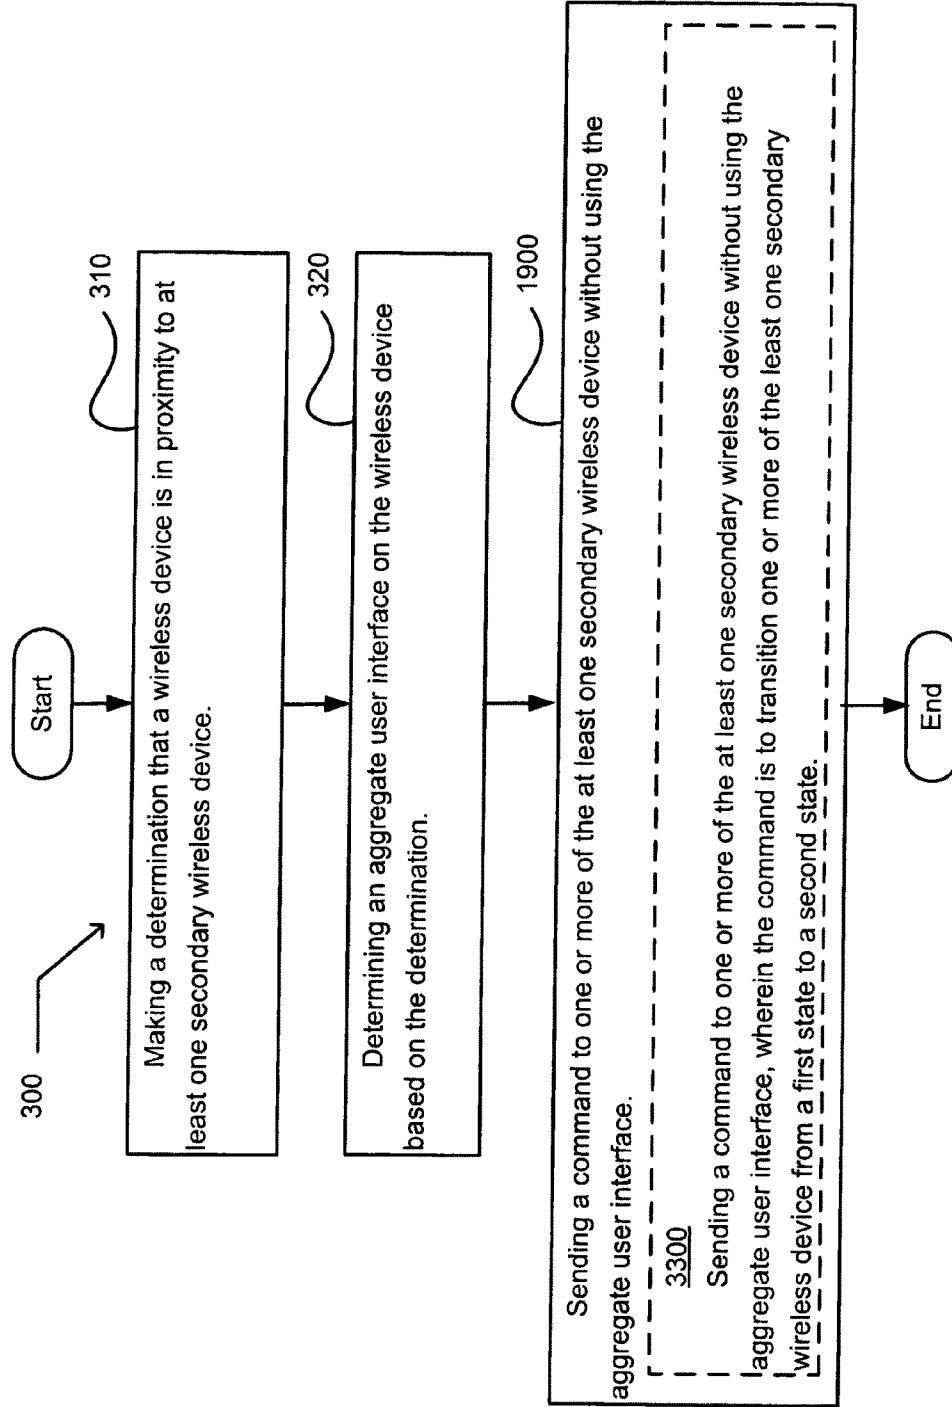 Start
300
310
Making a determination that a wireless device is in proximity to at
least one secondary wireless device.
320
Determining an aggregate user interface on the wireless device
based on the determination.
1900
Sending a command to one or more of the at least one secondary wireless device without using the
aggregate user interface.
3300
Sending a command to one or more of the at least one secondary wireless device without using the
aggregate user interface, wherein the command is to transition one or more of the least one secondary
wireless device from a first state to a second state.
End